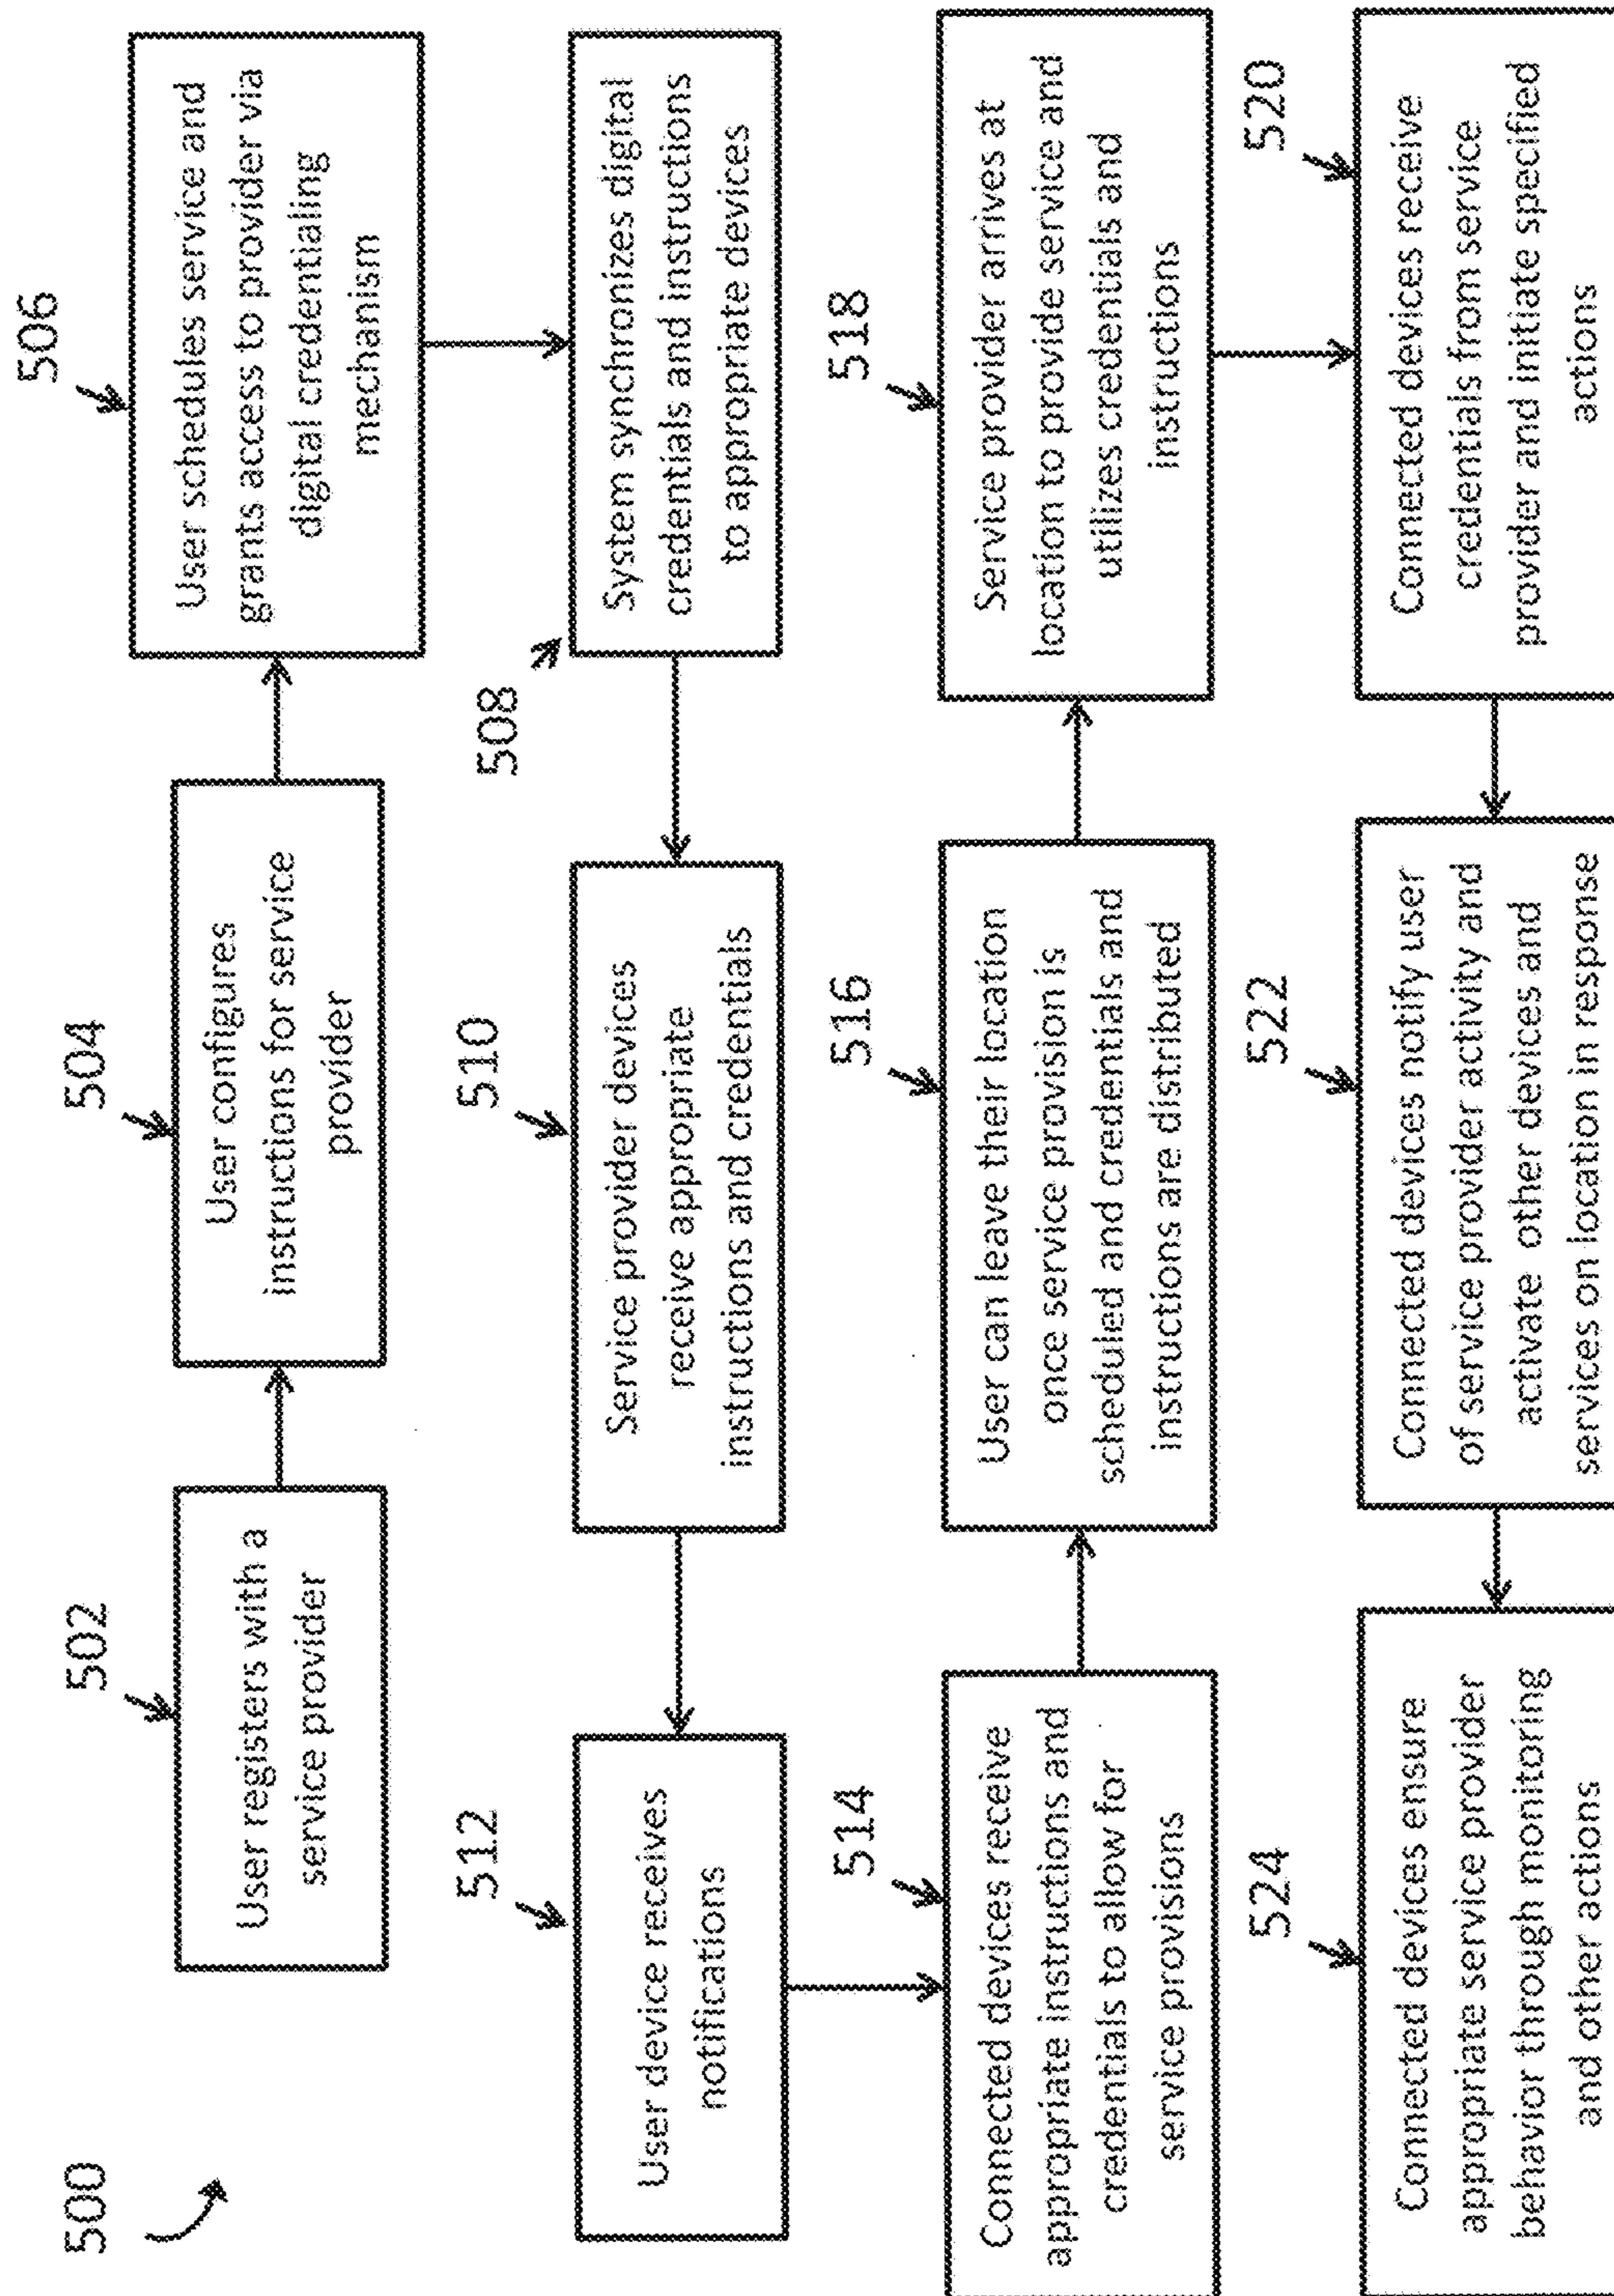 500
502
User registers with a
service provider
504
User configures
instructions for service
provider
506
User schedules service and
grants access to provider via
digital credentialing
mechanism
508
System synchronizes digital
credentials and instructions
to appropriate devices
510
Service provider devices
receive appropriate
instructions and credentials
512
User device receives
notifications
514
Connected devices receive
appropriate instructions and
credentials to allow for
service provisions
516
User can leave their location
once service provision is
scheduled and credentials and
instructions are distributed
518
Service provider arrives at
location to provide service and
utilizes credentials and
instructions
520
Connected devices receive
credentials from service
provider and initiate specified
actions
522
Connected devices notify user
of service provider activity and
activate other devices and
services on location in response
524
Connected devices ensure
appropriate service provider
behavior through monitoring
and other actions